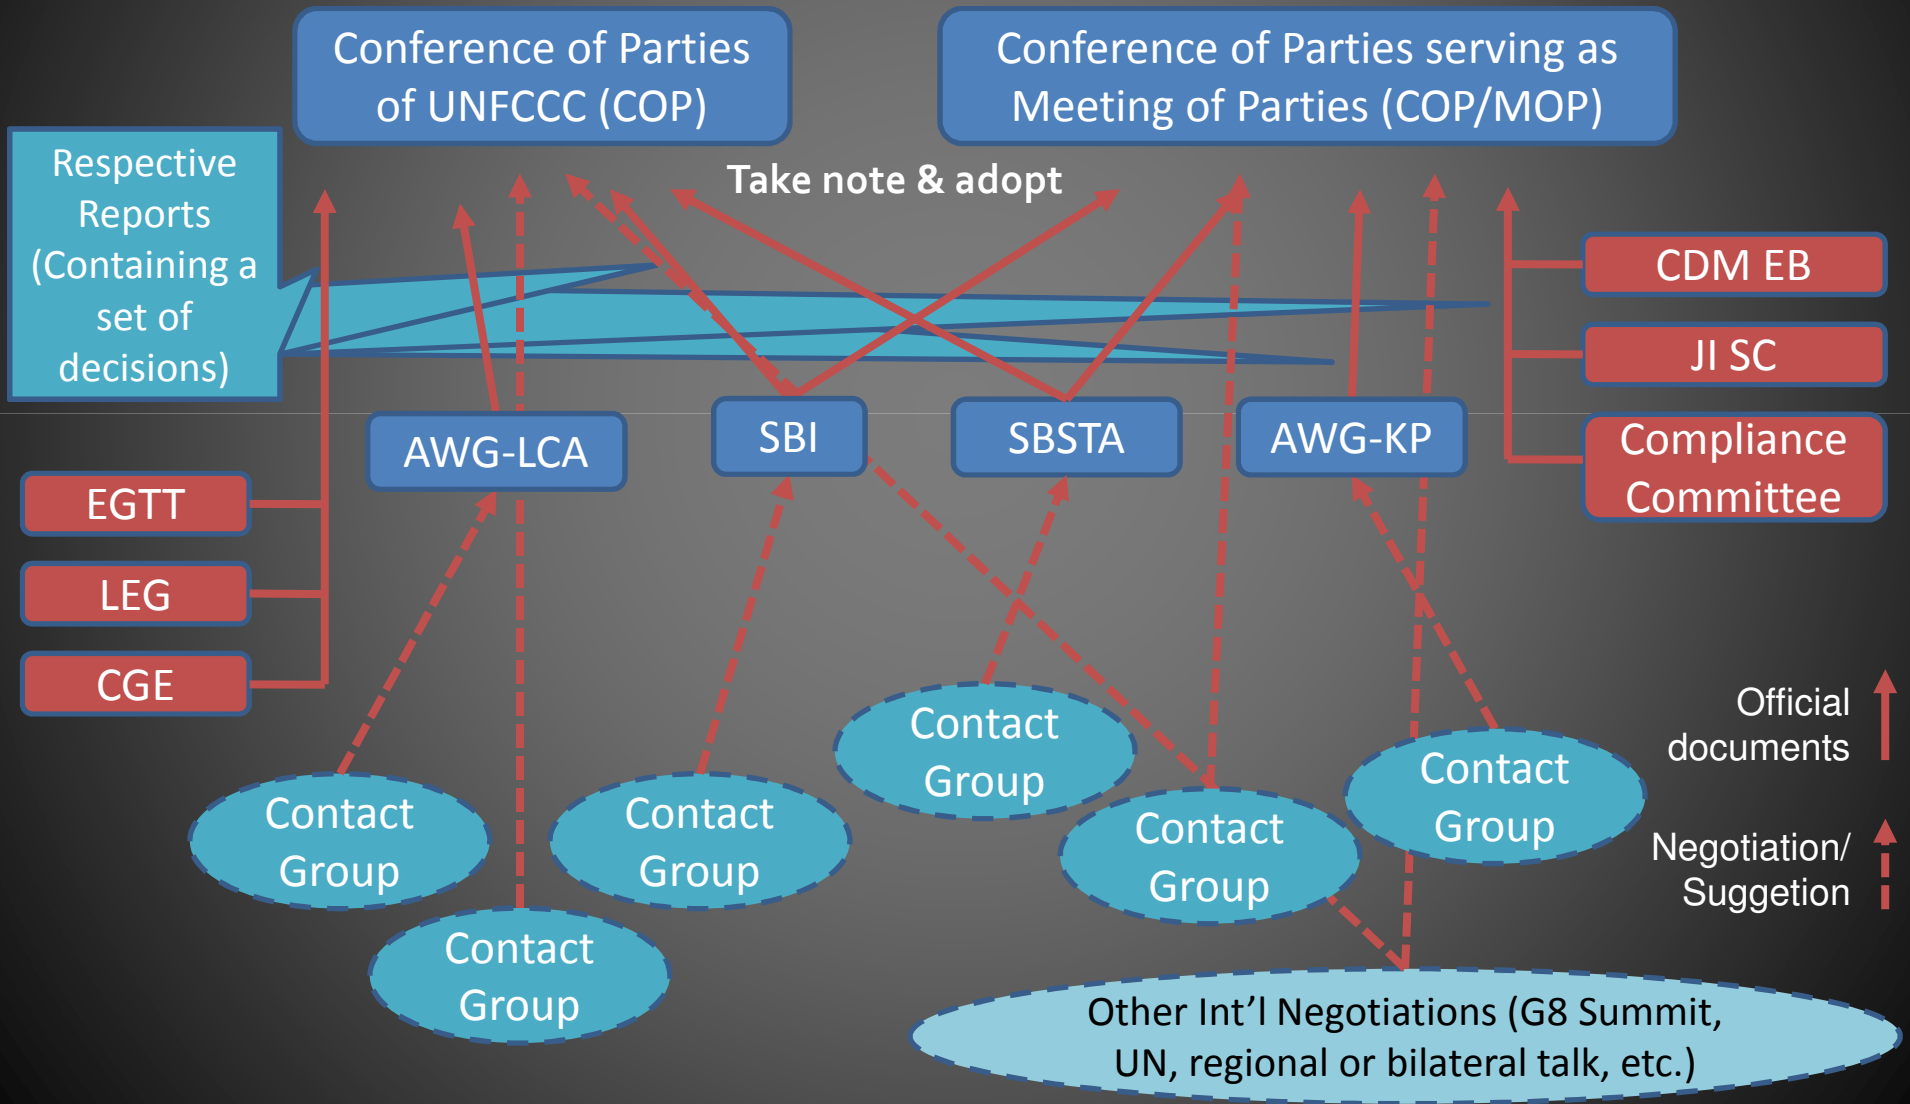 Conference of Parties
of UNFCCC (COP)
Conference of Parties serving as
Meeting of Parties (COP/MOP)
Respective
Reports
(Containing a
set of
decisions)
Take note & adopt
CDM EB
JI SC
Compliance
Committee
AWG-LCA
SBI
SBSTA
AWG-KP
EGTT
LEG
CGE
Contact
Group
Contact
Group
Contact
Group
Contact
Group
Contact
Group
Contact
Group
Official
documents
Negotiation/
Suggetion
Other Int’l Negotiations (G8 Summit,
UN, regional or bilateral talk, etc.)